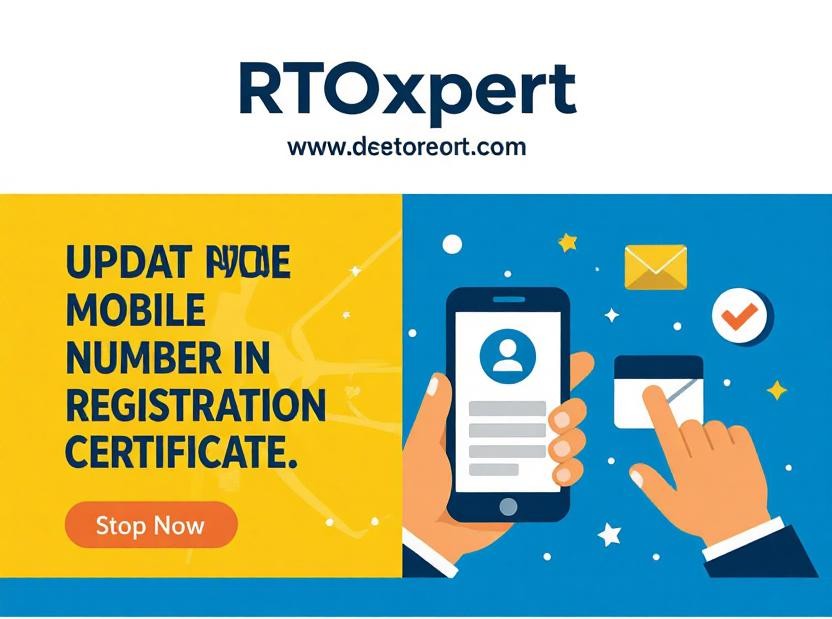 RTOxpert
www.deetoreort.com
UPDAT
MOBILE
NUMBER IN
REGISTRATION
CERTIFICATE.
Stop Now